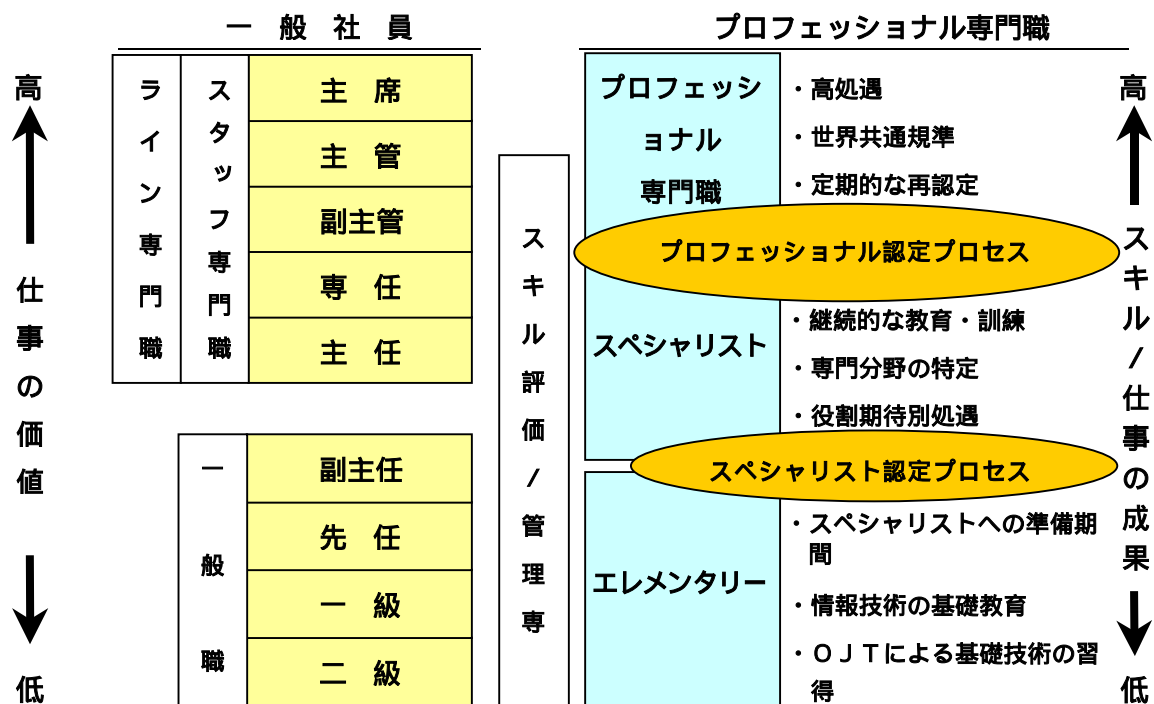 一　般　社　員
プロフェッショナル専門職
高
仕事の価値
低
ライン専門職
スタッフ専門職
主　席
主　管
副主管
専　任
主　任
一般職
副主任
先　任
一　級
二　級
スキル評価/管理専
プロフェッシ
ョナル
専門職
・高処遇
・世界共通規準
・定期的な再認定
プロフェッショナル認定プロセス
スペシャリスト
・継続的な教育・訓練
・専門分野の特定
・役割期待別処遇
スペシャリスト認定プロセス
エレメンタリー
・スペシャリストへの準備期
間
・情報技術の基礎教育
・ＯＪＴによる基礎技術の習
得
高
スキル/仕事の成果
低